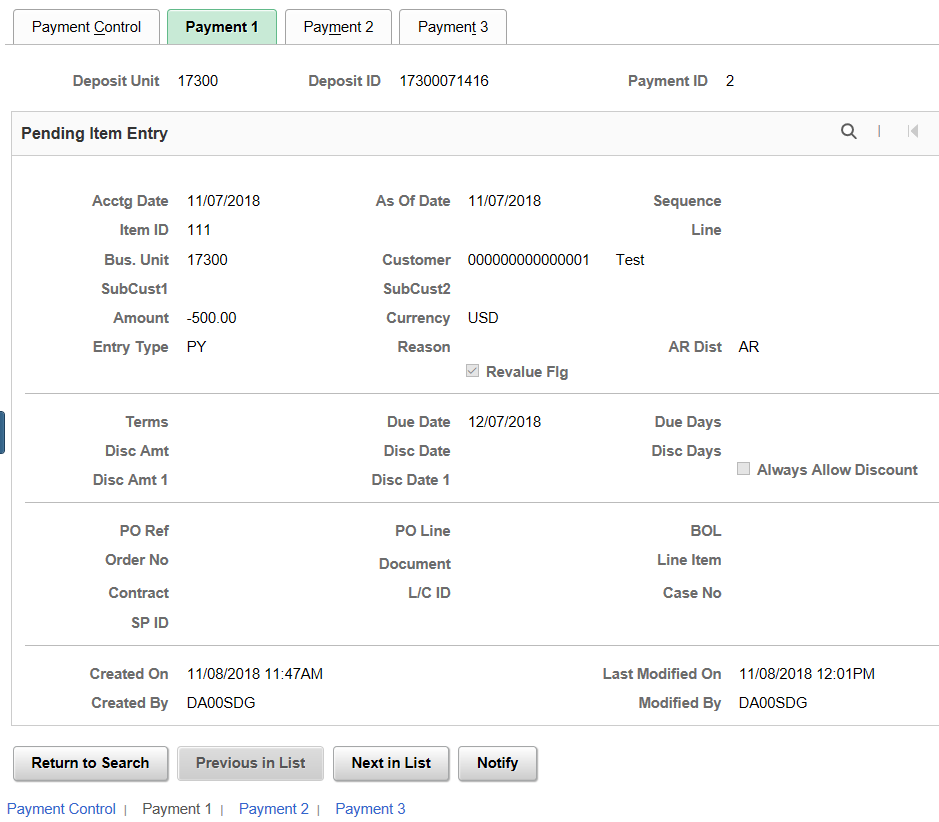 Payment Control Payment 1 Payment 2 Payment 3
Deposit Unit 17300 Deposit ID 17300071416 Payment ID 2
Pending Item Entry
Acctg Date 11/07/2018 As Of Date 11/07/2018 Sequence
Item ID 111 Line
Bus. Unit 17300 Customer 000000000000001 Test
SubCust1 SubCust2
Amount -500.00 Currency USD
Entry Type PY Reason AR Dist AR
Revalue Flg
Terms Due Date 12/07/2018 Due Days
Disc Amt Disc Date Disc Days
Always Allow Discount
Disc Amt 1 Disc Date 1
PO Ref PO Line BOL
Order No Document Line Item
Contract L/C ID Case No
SP ID
Created On 11/08/2018 11:47AM Last Modified On 11/08/2018 12:01PM
Created By DA00SDG Modified By DA00SDG
Return to Search Previous in List Next in List Notify
Payment Control | Payment 1 | Payment 2 | Payment 3